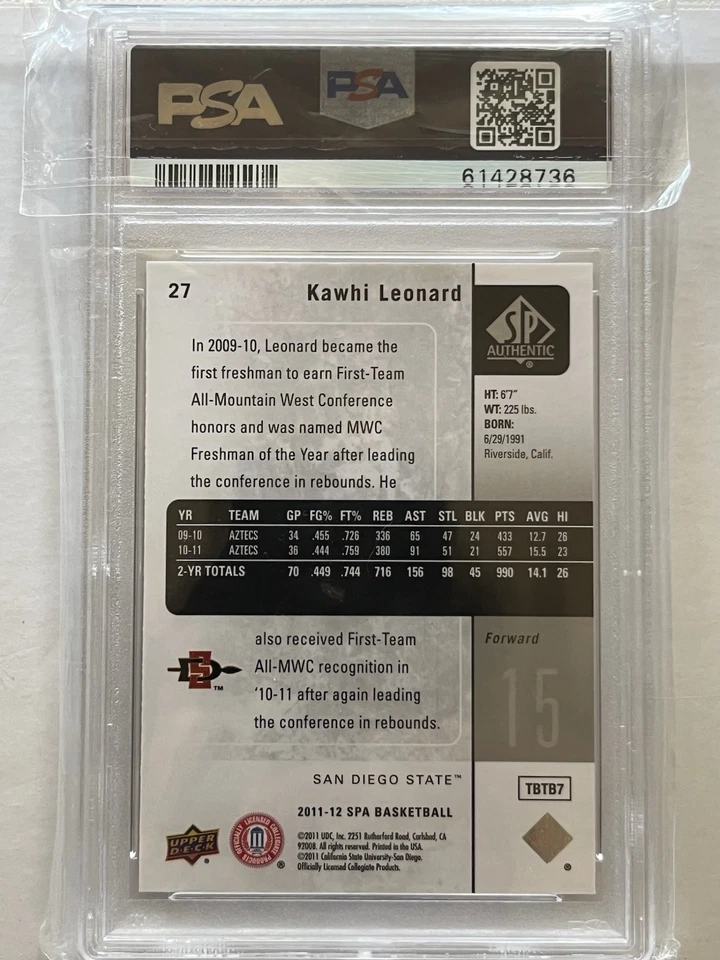 PSA
PSA
61428736
27
Kawhi Leonard
SP
AUTHENTIC
®
In 2009-10, Leonard became the
first freshman to earn First-Team
All-Mountain West Conference
honors and was named MWC
Freshman of the Year after leading
the conference in rebounds. He
HT: 6'7"
WT: 225 lbs.
BORN:
6/29/1991
Riverside, Calif.
YR TEAM GP FG% FT% REB AST STL BLK PTS AVG HI
09-10 AZTECS 34 .455 .726 336 65 47 24 433 12.7 26
10-11 AZTECS 36 .444 .759 380 91 51 21 557 15.5 23
2-YR TOTALS 70 .449 .744 716 156 98 45 990 14.1 26
also received First-Team
All-MWC recognition in
'10-11 after again leading
the conference in rebounds.
SD
™
Forward
15
SAN DIEGO STATE™
TBTB7
2011-12 SPA BASKETBALL
UPPER
DECK
®
OFFICIALLY LICENSED COLLEGIATE PRODUCTS
®
©2011 UDC, Inc. 2251 Rutherford Road, Carlsbad, CA
92008. All rights reserved. Printed in the USA.
©2011 California State University-San Diego.
Officially Licensed Collegiate Products.
®